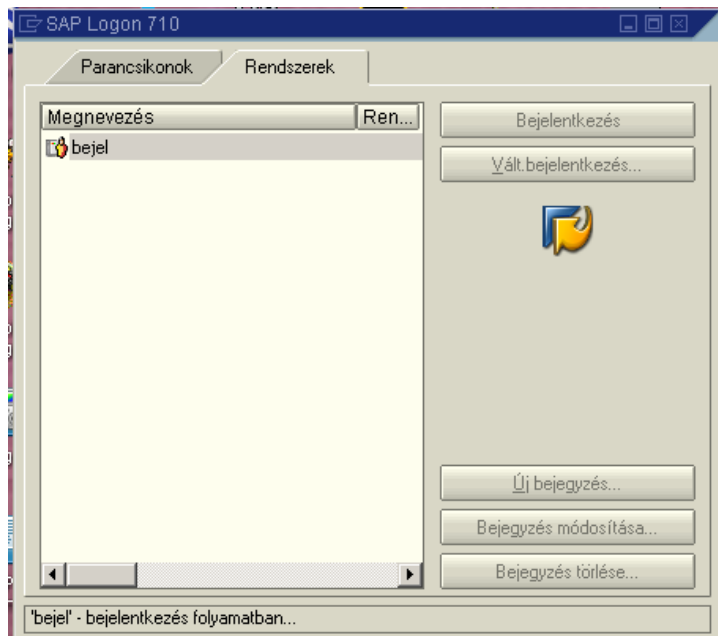 SAP Logon 710
Parancsikonok
Rendszerek
Megnevezés
Ren...
bejel
Bejelentkezés
Vált.bejelentkezés...
Új bejegyzés...
Bejegyzés módosítása...
Bejegyzés törlése...
'bejel' - bejelentkezés folyamatban...